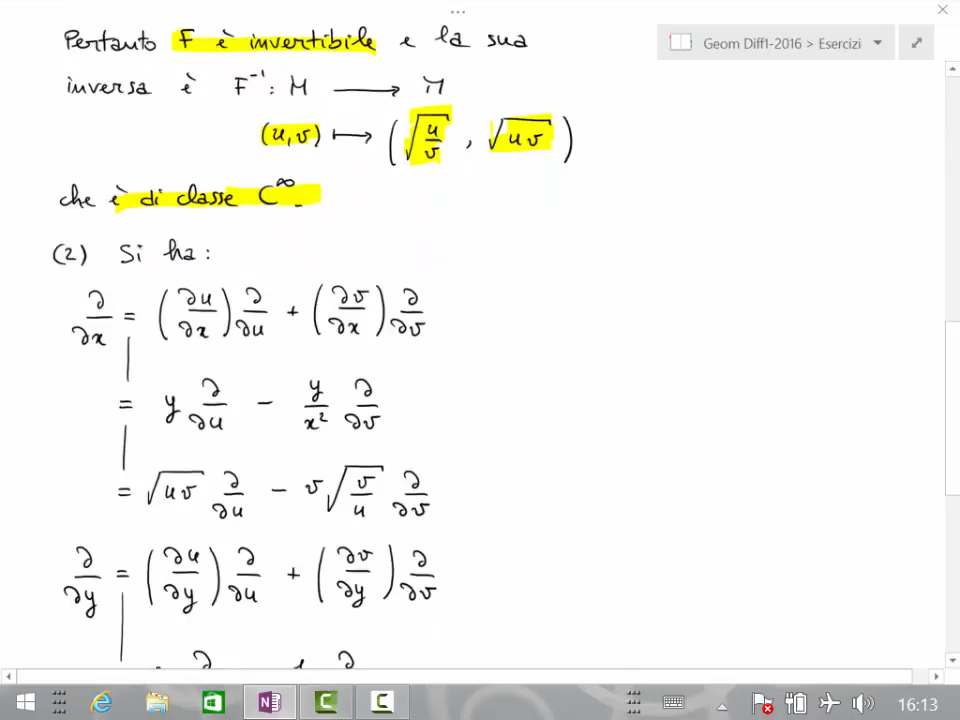 Geom Diff1-2016 > Esercizi
Pertanto F è invertibile e la sua
inversa è F⁻¹: M ⟶ M
(u,v) ⟼ (√(u/v), √(uv))
che è di classe C^∞.
(2) Si ha:
∂/∂x = (∂u/∂x) ∂/∂u + (∂v/∂x) ∂/∂v
= y ∂/∂u - y/x² ∂/∂v
= √(uv) ∂/∂u - v √(v/u) ∂/∂v
∂/∂y = (∂u/∂y) ∂/∂u + (∂v/∂y) ∂/∂v
16:13